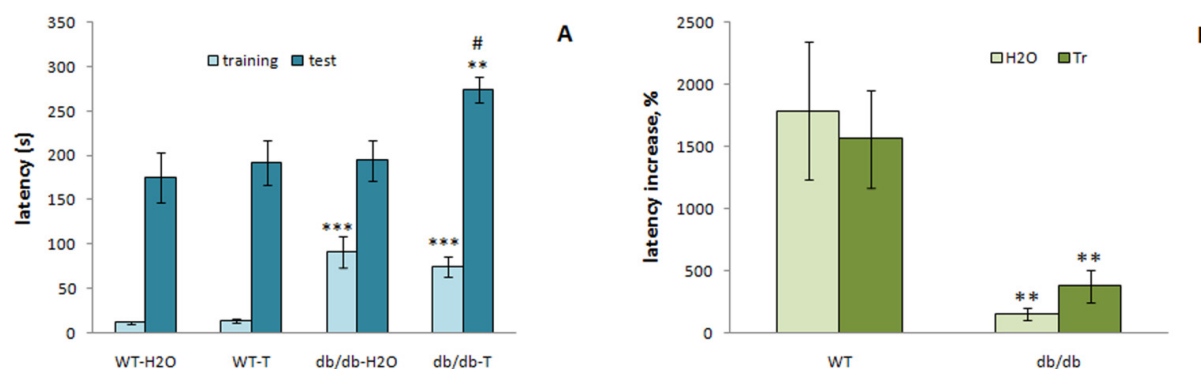 350
300
250
200
150
100
50
0
latency (s)
training
test
A
#
**
***
***
WT-H2O
WT-T
db/db-H2O
db/db-T
2500
2000
1500
1000
500
0
latency increase, %
H2O
Tr
**
**
WT
db/db